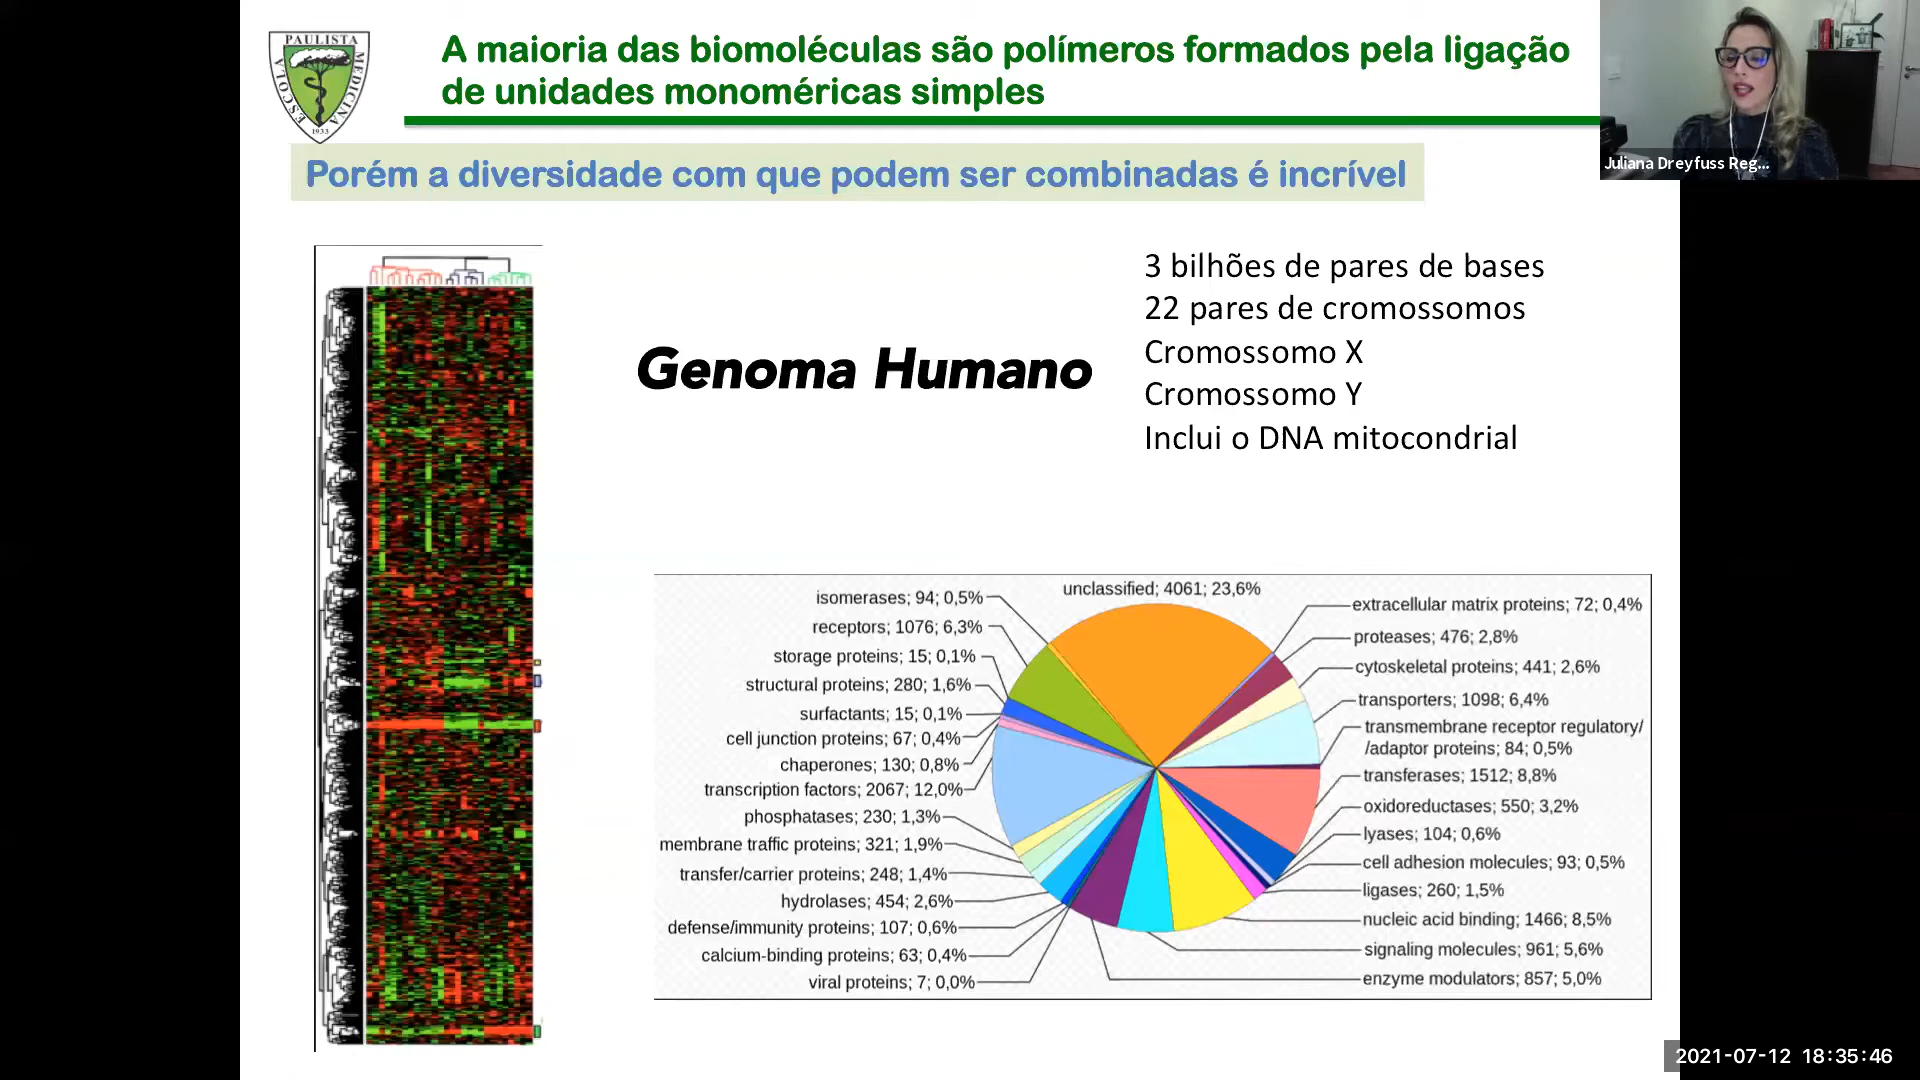 PAULISTA
ESCOLA
MEDICINA
1933
A maioria das biomoléculas são polímeros formados pela ligação
de unidades monoméricas simples
Juliana Dreyfuss Reg...
Porém a diversidade com que podem ser combinadas é incrível
3 bilhões de pares de bases
22 pares de cromossomos
Cromossomo X
Cromossomo Y
Inclui o DNA mitocondrial
Genoma Humano
unclassified; 4061; 23,6%
isomerases; 94; 0,5%
receptors; 1076; 6,3%
storage proteins; 15; 0,1%
structural proteins; 280; 1,6%
surfactants; 15; 0,1%
cell junction proteins; 67; 0,4%
chaperones; 130; 0,8%
transcription factors; 2067; 12,0%
phosphatases; 230; 1,3%
membrane traffic proteins; 321; 1,9%
transfer/carrier proteins; 248; 1,4%
hydrolases; 454; 2,6%
defense/immunity proteins; 107; 0,6%
calcium-binding proteins; 63; 0,4%
viral proteins; 7; 0,0%
extracellular matrix proteins; 72; 0,4%
proteases; 476; 2,8%
cytoskeletal proteins; 441; 2,6%
transporters; 1098; 6,4%
transmembrane receptor regulatory/
/adaptor proteins; 84; 0,5%
transferases; 1512; 8,8%
oxidoreductases; 550; 3,2%
lyases; 104; 0,6%
cell adhesion molecules; 93; 0,5%
ligases; 260; 1,5%
nucleic acid binding; 1466; 8,5%
signaling molecules; 961; 5,6%
enzyme modulators; 857; 5,0%
2021-07-12 18:35:46